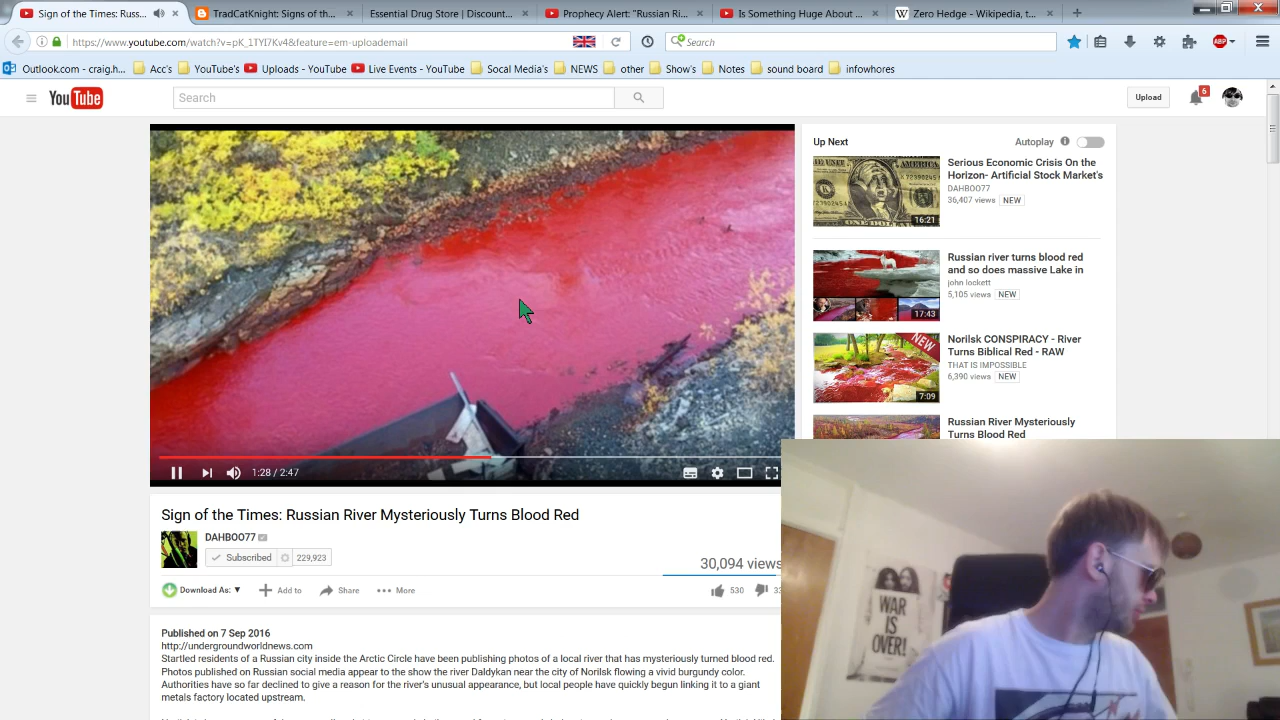 Sign of the Times: Russ
TradCatKnight: Signs of th
Essential Drug Store | Discount
Prophecy Alert: "Russian Ri
Is Something Huge About
Zero Hedge - Wikipedia, t
https://www.youtube.com/watch?v=pK_1TYI7Kv4&feature=em-uploademail
Search
ABP
Outlook.com - craig.h...
Acc's
YouTube's
Uploads - YouTube
Live Events - YouTube
Socal Media's
NEWS
other
Show's
Notes
sound board
infowhores
YouTube
Search
Upload
6
Up Next
Autoplay
Serious Economic Crisis On the
Horizon- Artificial Stock Market's
DAHBOO77
36,407 views NEW
16:21
Russian river turns blood red
and so does massive Lake in
john lockett
5,105 views NEW
17:43
Norilsk CONSPIRACY - River
Turns Biblical Red - RAW
THAT IS IMPOSSIBLE
6,390 views NEW
NEW
7:09
Russian River Mysteriously
Turns Blood Red
1:28 / 2:47
Sign of the Times: Russian River Mysteriously Turns Blood Red
DAHBOO77
Subscribed
229,923
30,094 views
Download As: ▼
Add to
Share
More
530
33
Published on 7 Sep 2016
http://undergroundworldnews.com
Startled residents of a Russian city inside the Arctic Circle have been publishing photos of a local river that has mysteriously turned blood red.
Photos published on Russian social media appear to the show the river Daldykan near the city of Norilsk flowing a vivid burgundy color.
Authorities have so far declined to give a reason for the river's unusual appearance, but local people have quickly begun linking it to a giant
metals factory located upstream.
WAR
IS
OVER!